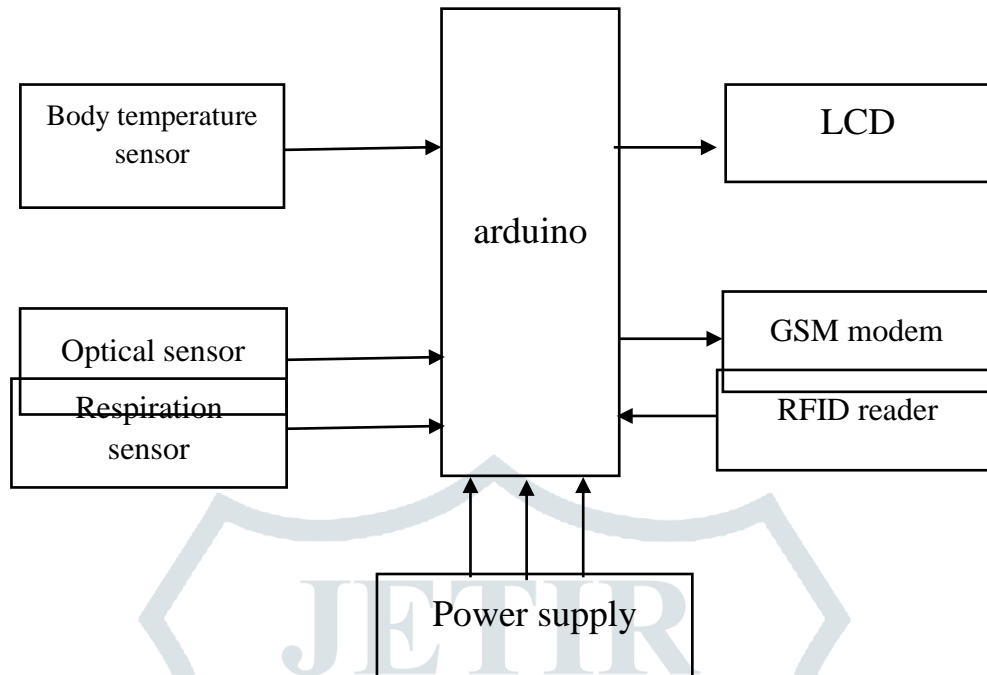 Body temperature
sensor
LCD
arduino
Optical sensor
GSM modem
Respiration
sensor
RFID reader
Power supply
JETIR